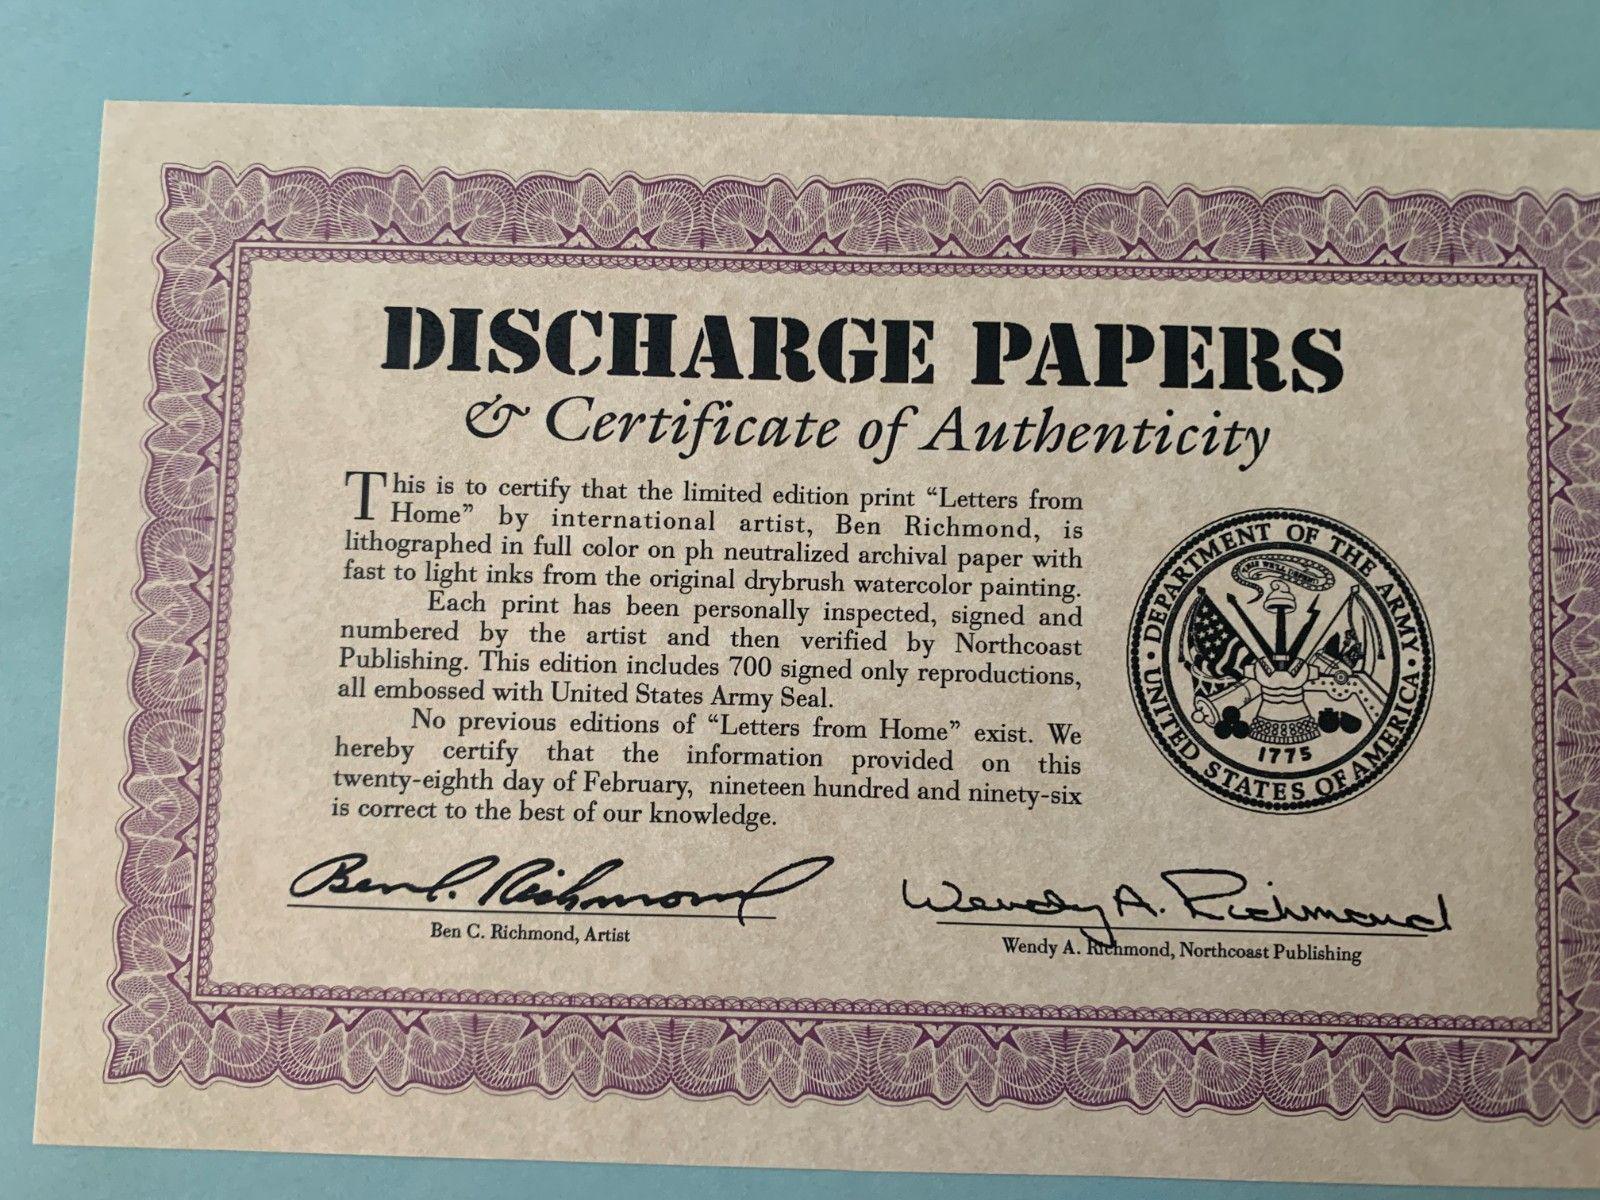 DISCHARGE PAPERS
& Certificate of Authenticity
This is to certify that the limited edition print “Letters from
Home” by international artist, Ben Richmond, is
lithographed in full color on ph neutralized archival paper with
fast to light inks from the original drybrush watercolor painting.
Each print has been personally inspected, signed and
numbered by the artist and then verified by Northcoast
Publishing. This edition includes 700 signed only reproductions,
all embossed with United States Army Seal.
No previous editions of “Letters from Home” exist. We
hereby certify that the information provided on this
twenty-eighth day of February, nineteen hundred and ninety-six
is correct to the best of our knowledge.
DEPARTMENT OF THE ARMY
THIS WE'LL DEFEND
1775
UNITED STATES OF AMERICA
Ben C. Richmond
Ben C. Richmond, Artist
Wendy A. Richmond
Wendy A. Richmond, Northcoast Publishing